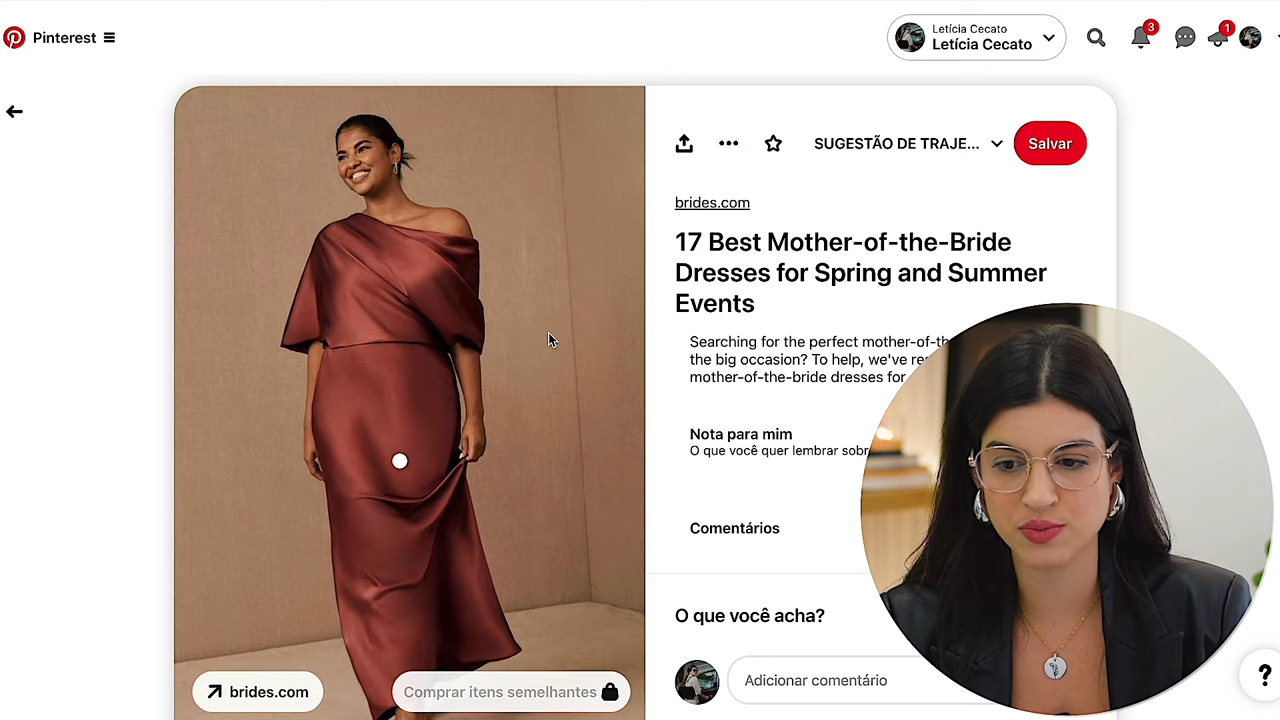 Pinterest
Letícia Cecato
Letícia Cecato
3
1
SUGESTÃO DE TRAJE...
Salvar
brides.com
17 Best Mother-of-the-Bride
Dresses for Spring and Summer
Events
Searching for the perfect mother-of-th
the big occasion? To help, we've re
mother-of-the-bride dresses for
Nota para mim
O que você quer lembrar sobr
Comentários
O que você acha?
Adicionar comentário
brides.com
Comprar itens semelhantes
?